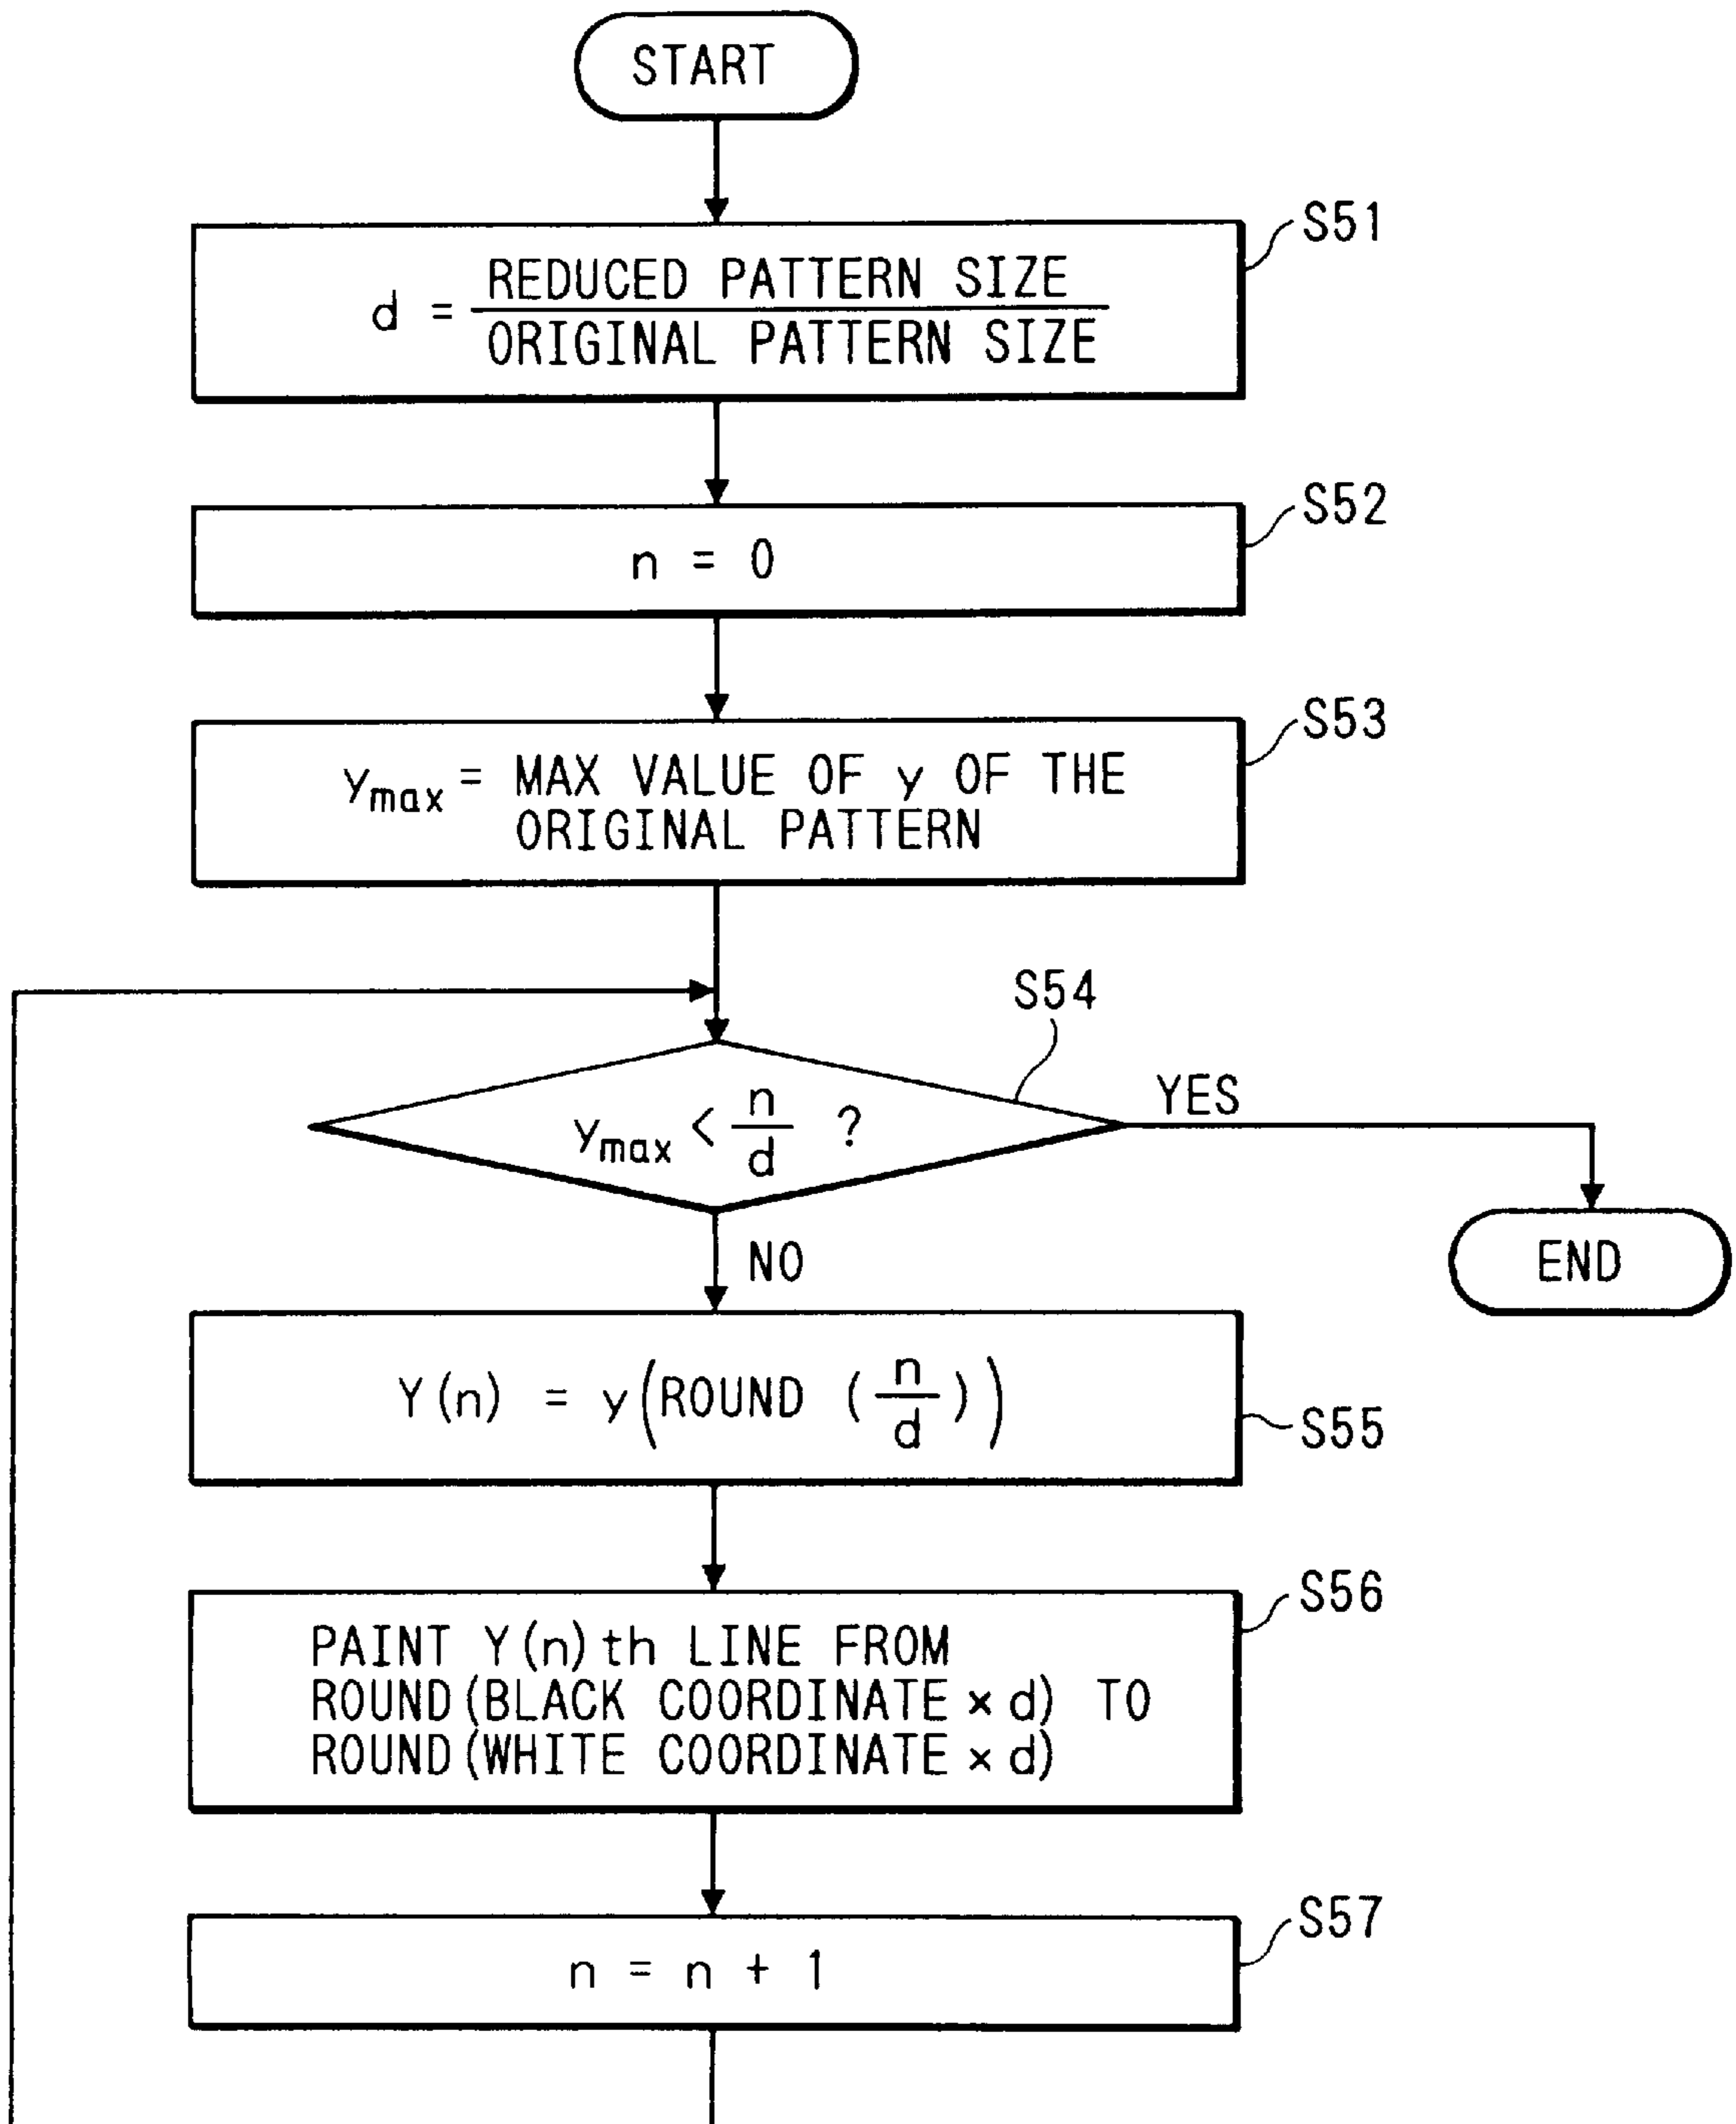 START
S51
d = REDUCED PATTERN SIZE
ORIGINAL PATTERN SIZE
S52
n = 0
S53
ymax = MAX VALUE OF y OF THE
ORIGINAL PATTERN
S54
ymax < n/d ?
YES
NO
END
Y(n) = y(ROUND (n/d))
S55
S56
PAINT Y(n)th LINE FROM
ROUND(BLACK COORDINATE × d) TO
ROUND(WHITE COORDINATE × d)
S57
n = n + 1